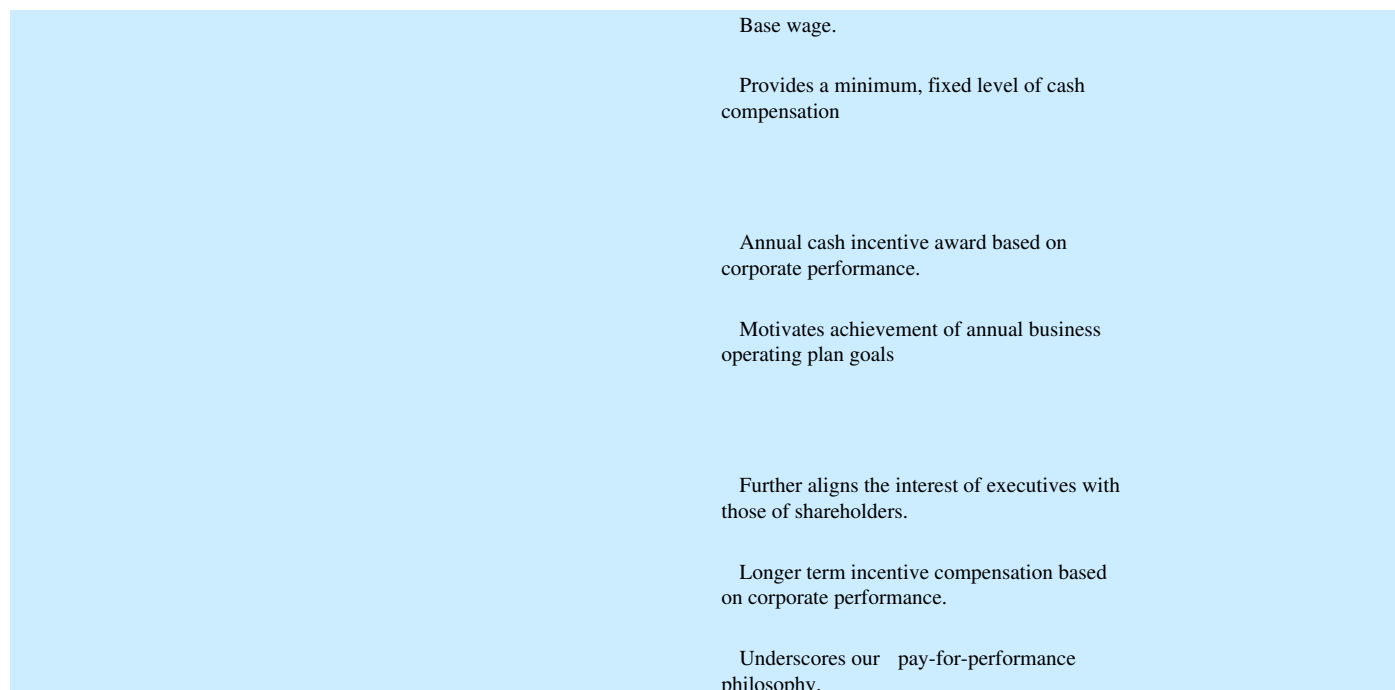 Base wage.
Provides a minimum, fixed level of cash
compensation
Annual cash incentive award based on
corporate performance.
Motivates achievement of annual business
operating plan goals
Further aligns the interest of executives with
those of shareholders.
Longer term incentive compensation based
on corporate performance.
Underscores our pay-for-performance
philosophy.